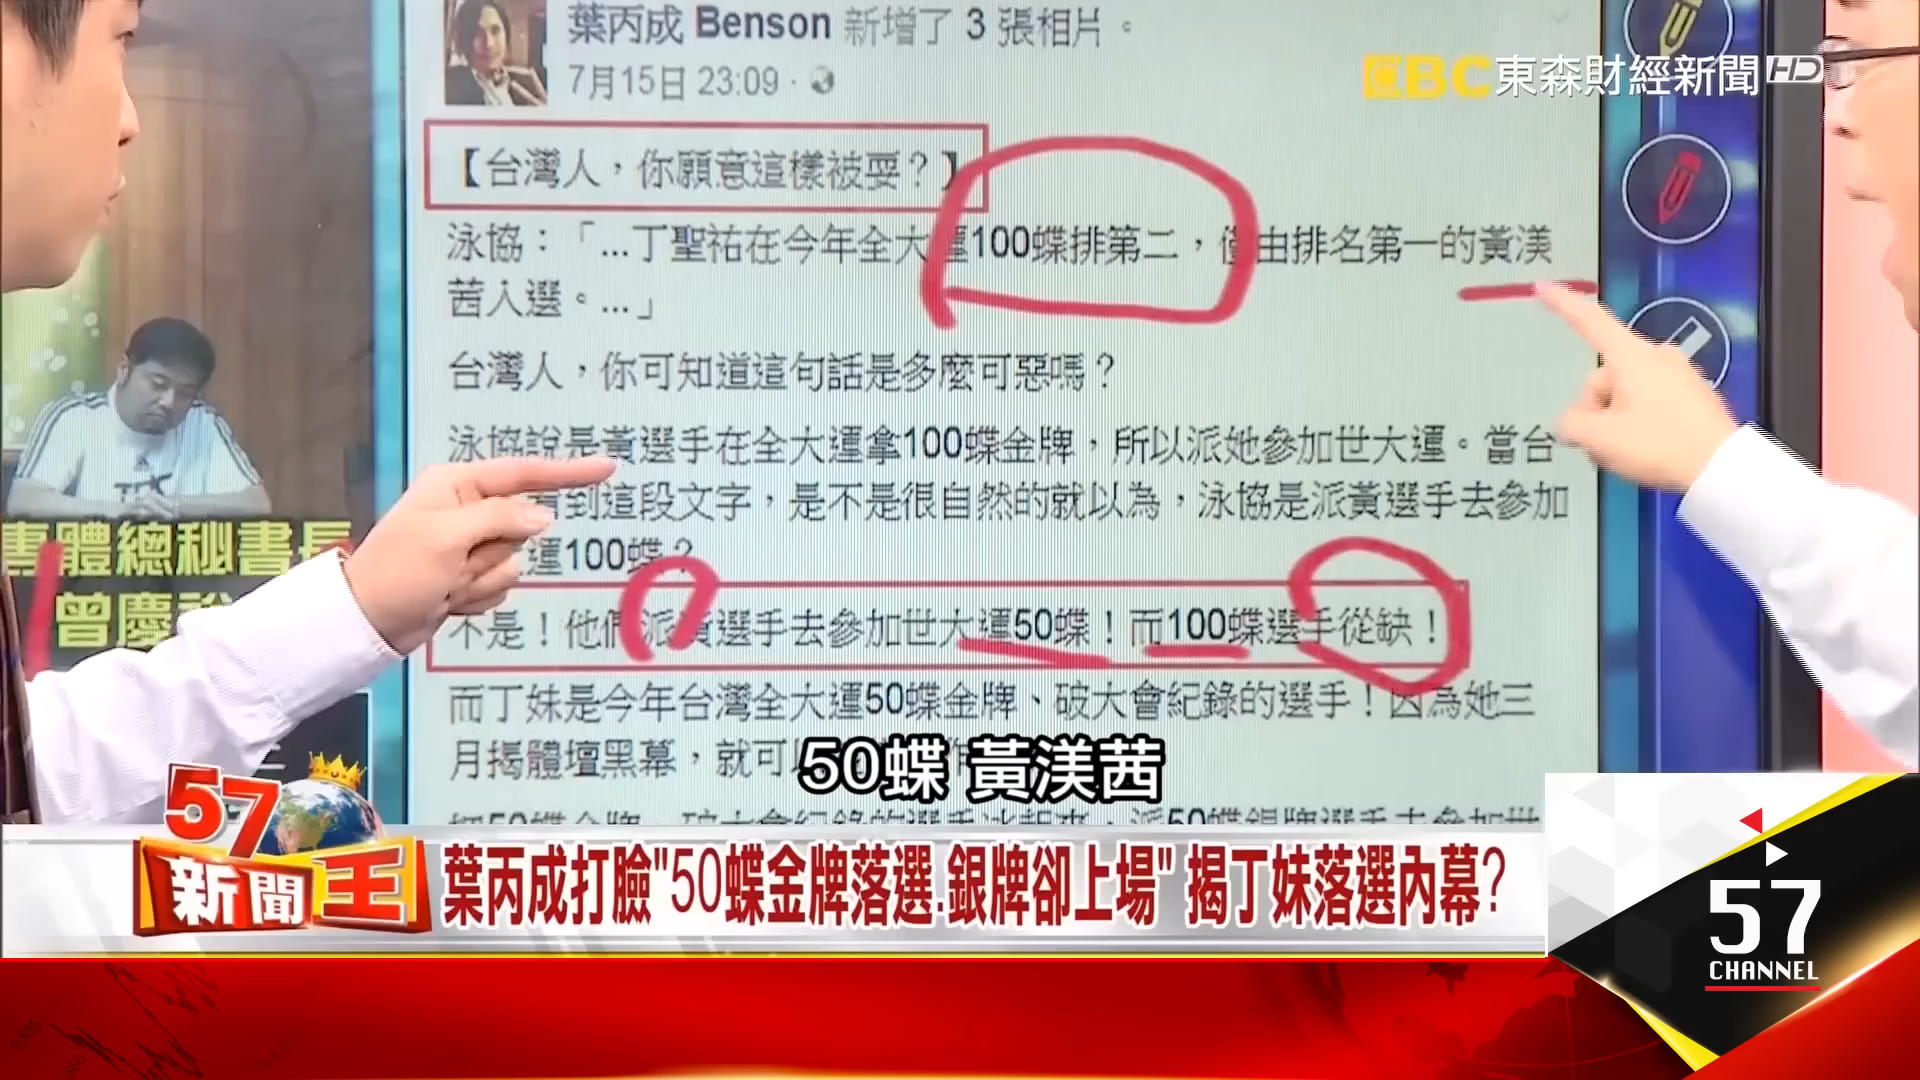 葉丙成 Benson 新增了 3 張相片。
7月15日 23:09 ·
EBC 東森財經新聞 HD
【台灣人，你願意這樣被耍？】
泳協：「...丁聖祐在今年全大運100蝶排第二，僅由排名第一的黃渼
茜入選。...」
台灣人，你可知道這句話是多麼可惡嗎？
泳協說是黃選手在全大運拿100蝶金牌，所以派她參加世大運。當台
看到這段文字，是不是很自然的就以為，泳協是派黃選手去參加
運100蝶？
不是！他們派黃選手去參加世大運50蝶！而100蝶選手從缺！
而丁妹是今年台灣全大運50蝶金牌、破大會紀錄的選手！因為她三
月揭體壇黑幕，就可以
專體總秘書長
曾慶
50蝶 黃渼茜
57
新聞王
葉丙成打臉"50蝶金牌落選.銀牌卻上場" 揭丁妹落選內幕?
57
CHANNEL